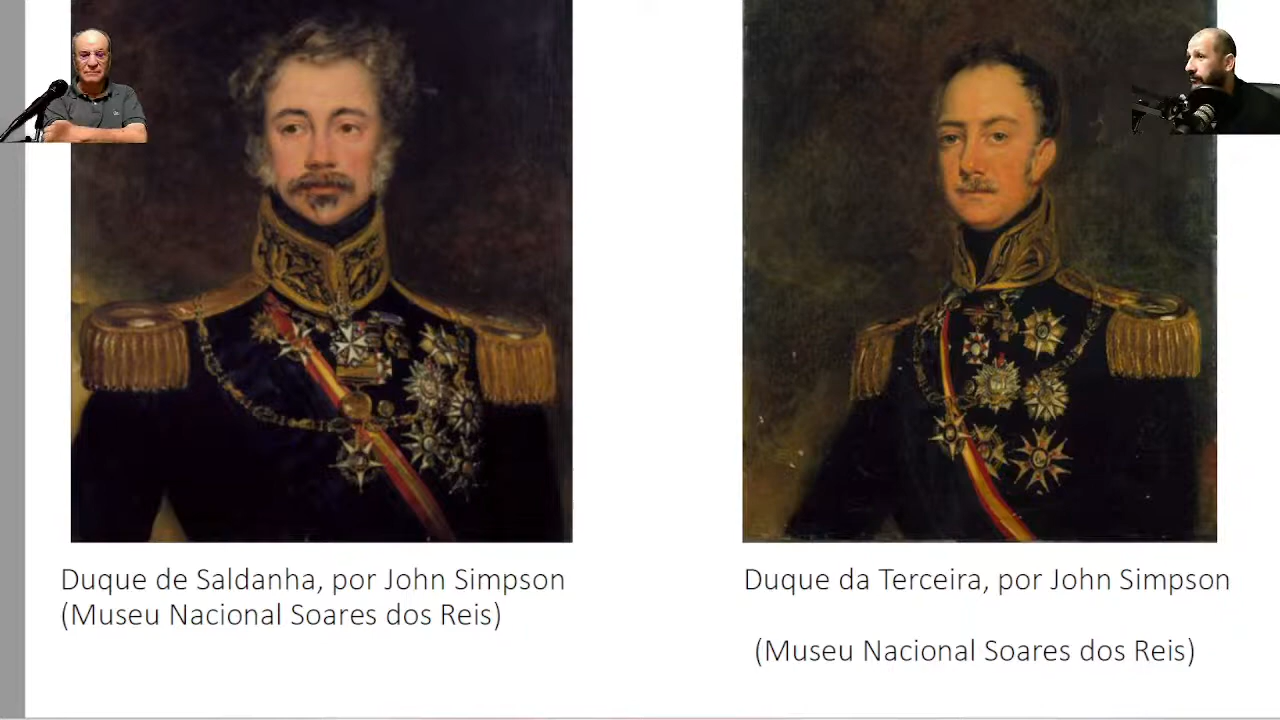 Duque de Saldanha, por John Simpson
(Museu Nacional Soares dos Reis)
Duque da Terceira, por John Simpson
(Museu Nacional Soares dos Reis)